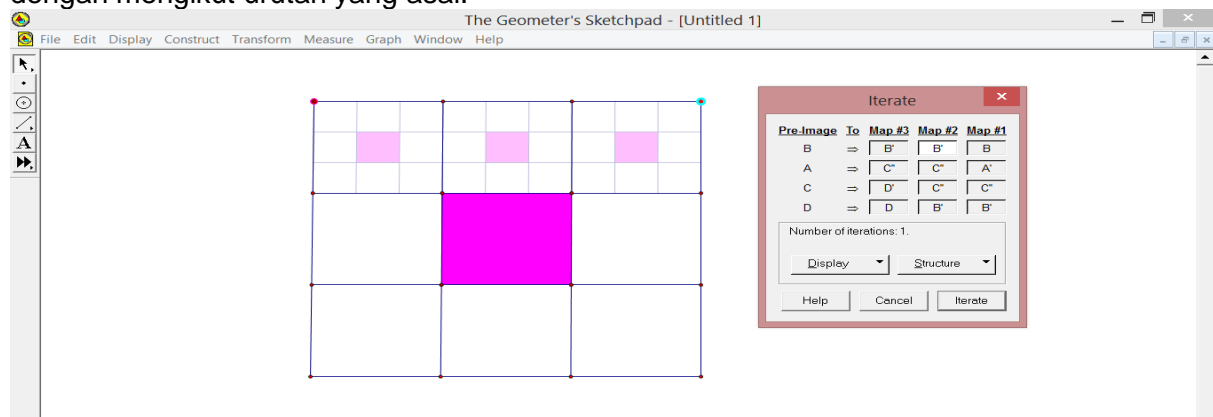 dengan mengikut urutan yang asal.
The Geometer's Sketchpad - [Untitled 1]
File Edit Display Construct Transform Measure Graph Window Help
A
Iterate
Pre-Image To Map #3 Map #2 Map #1
B ⇒ B' B' B
A ⇒ C'' C'' A'
C ⇒ D' C'' C''
D ⇒ D B' B'
Number of iterations: 1.
Display Structure
Help Cancel Iterate